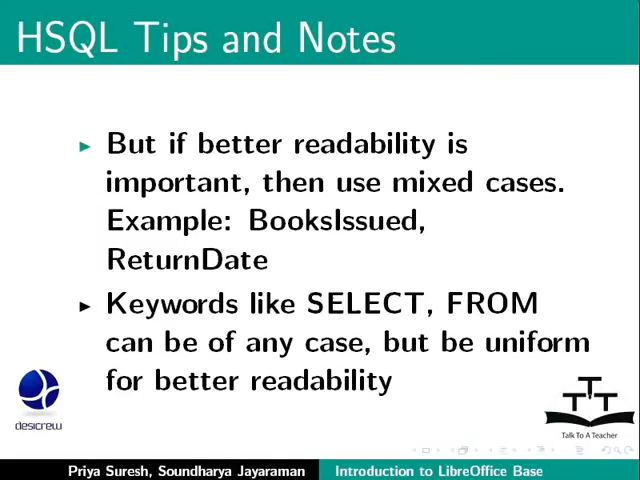 HSQL Tips and Notes
But if better readability is
important, then use mixed cases.
Example: BooksIssued,
ReturnDate
Keywords like SELECT, FROM
can be of any case, but be uniform
for better readability
desicrew
TTT
Talk To A Teacher
Priya Suresh, Soundharya Jayaraman
Introduction to LibreOffice Base